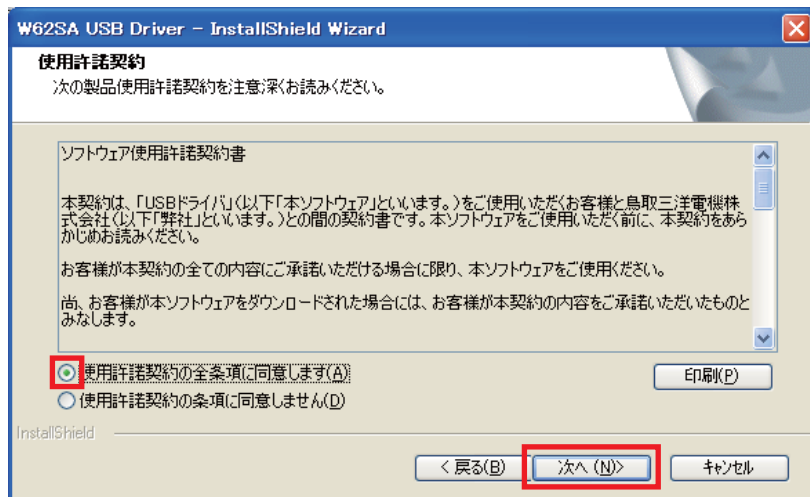 W62SA USB Driver - InstallShield Wizard
使用許諾契約
次の製品使用許諾契約を注意深くお読みください。
ソフトウェア使用許諾契約書
本契約は、「USBドライバ」(以下「本ソフトウェア」といいます。)をご使用いただくお客様と鳥取三洋電機株
式会社(以下「弊社」といいます。)との間の契約書です。本ソフトウェアをご使用いただく前に、本契約をあら
かじめお読みください。
お客様が本契約の全ての内容にご承諾いただける場合に限り、本ソフトウェアをご使用ください。
尚、お客様が本ソフトウェアをダウンロードされた場合には、お客様が本契約の内容をご承諾いただいたものと
みなします。
使用許諾契約の全条項に同意します(A)
印刷(P)
使用許諾契約の条項に同意しません(D)
InstallShield
< 戻る(B)
次へ (N)>
キャンセル